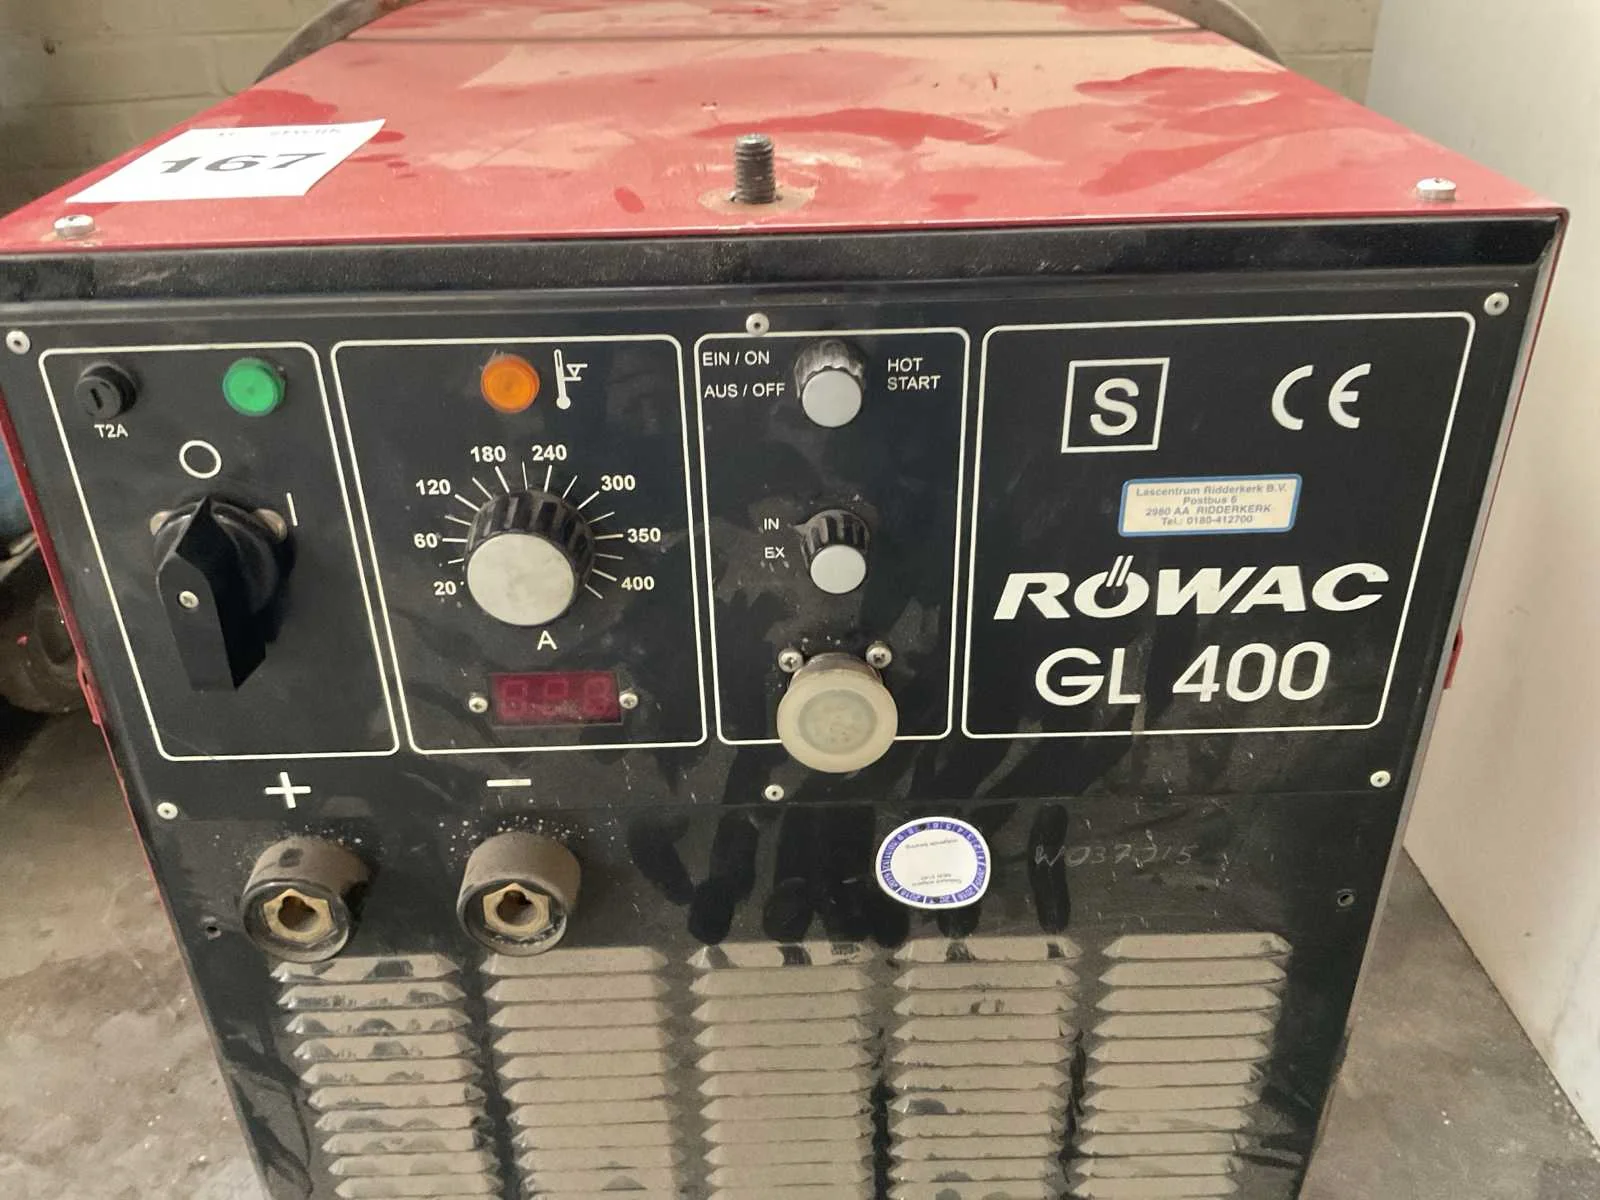 167
T2A
O
I
180 240
120 300
60 350
20 400
A
EIN / ON
AUS / OFF
HOT
START
IN
EX
+ −
S
CE
Lascentrum Ridderkerk B.V.
Postbus 6
2980 AA RIDDERKERK
Tel.: 0180-412700
RÖWAC
GL 400